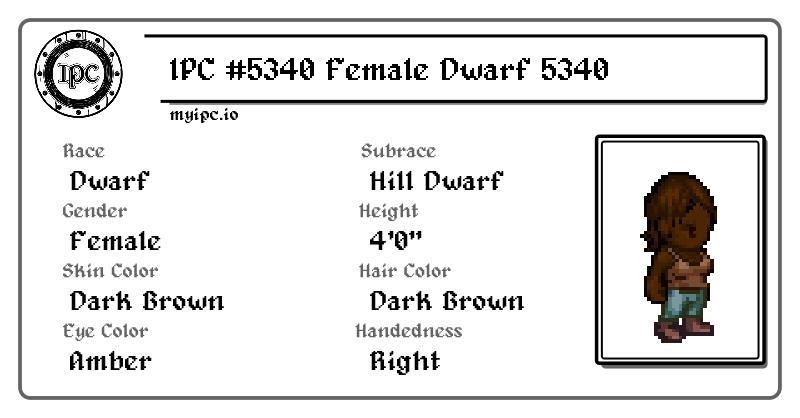 IPC
IPC #5340 Female Dwarf 5340
myipc.io
Race
Dwarf
Subrace
Hill Dwarf
Gender
Female
Height
4'0"
Skin Color
Dark Brown
Hair Color
Dark Brown
Eye Color
Amber
Handedness
Right